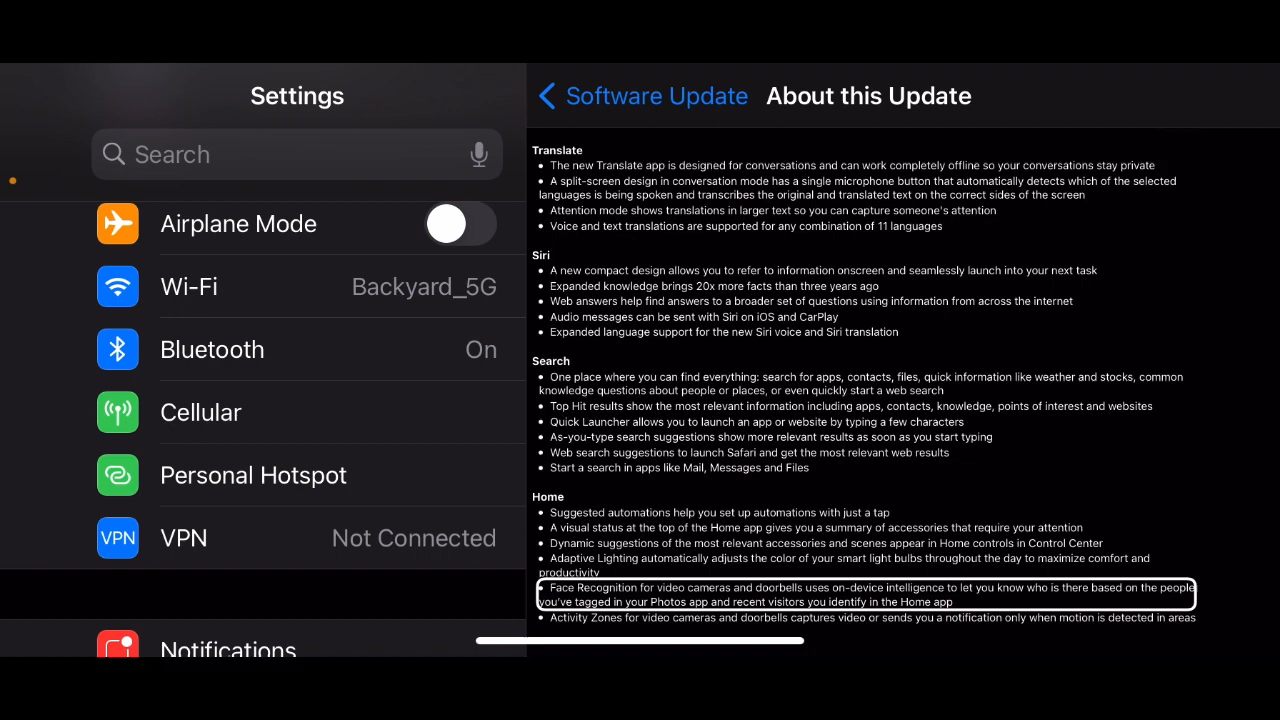 Settings
Search
Airplane Mode
Wi-Fi Backyard_5G
Bluetooth On
Cellular
Personal Hotspot
VPN VPN Not Connected
Notifications
Software Update About this Update
Translate
• The new Translate app is designed for conversations and can work completely offline so your conversations stay private
• A split-screen design in conversation mode has a single microphone button that automatically detects which of the selected
languages is being spoken and transcribes the original and translated text on the correct sides of the screen
• Attention mode shows translations in larger text so you can capture someone's attention
• Voice and text translations are supported for any combination of 11 languages
Siri
• A new compact design allows you to refer to information onscreen and seamlessly launch into your next task
• Expanded knowledge brings 20x more facts than three years ago
• Web answers help find answers to a broader set of questions using information from across the internet
• Audio messages can be sent with Siri on iOS and CarPlay
• Expanded language support for the new Siri voice and Siri translation
Search
• One place where you can find everything: search for apps, contacts, files, quick information like weather and stocks, common
knowledge questions about people or places, or even quickly start a web search
• Top Hit results show the most relevant information including apps, contacts, knowledge, points of interest and websites
• Quick Launcher allows you to launch an app or website by typing a few characters
• As-you-type search suggestions show more relevant results as soon as you start typing
• Web search suggestions to launch Safari and get the most relevant web results
• Start a search in apps like Mail, Messages and Files
Home
• Suggested automations help you set up automations with just a tap
• A visual status at the top of the Home app gives you a summary of accessories that require your attention
• Dynamic suggestions of the most relevant accessories and scenes appear in Home controls in Control Center
• Adaptive Lighting automatically adjusts the color of your smart light bulbs throughout the day to maximize comfort and
productivity
• Face Recognition for video cameras and doorbells uses on-device intelligence to let you know who is there based on the people
you've tagged in your Photos app and recent visitors you identify in the Home app
• Activity Zones for video cameras and doorbells captures video or sends you a notification only when motion is detected in areas